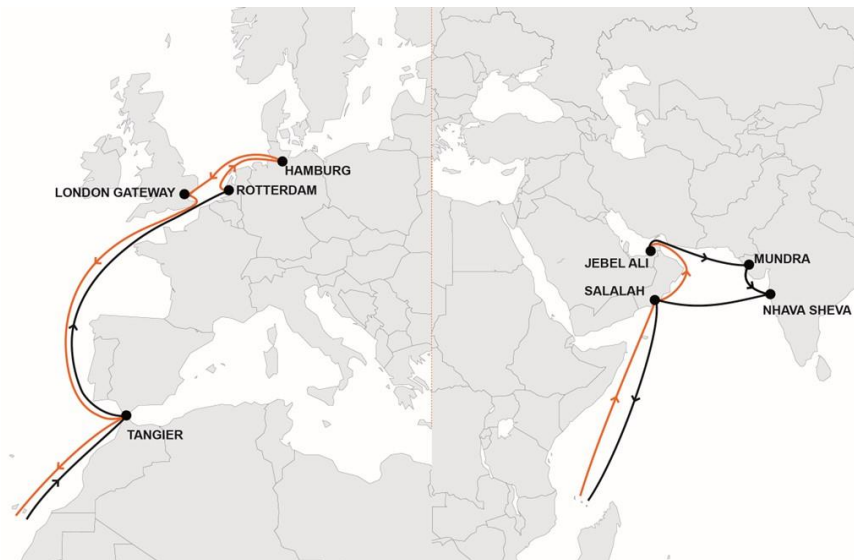 HAMBURG
LONDON GATEWAY
ROTTERDAM
TANGIER
JEBEL ALI
MUNDRA
SALALAH
NHAVA SHEVA